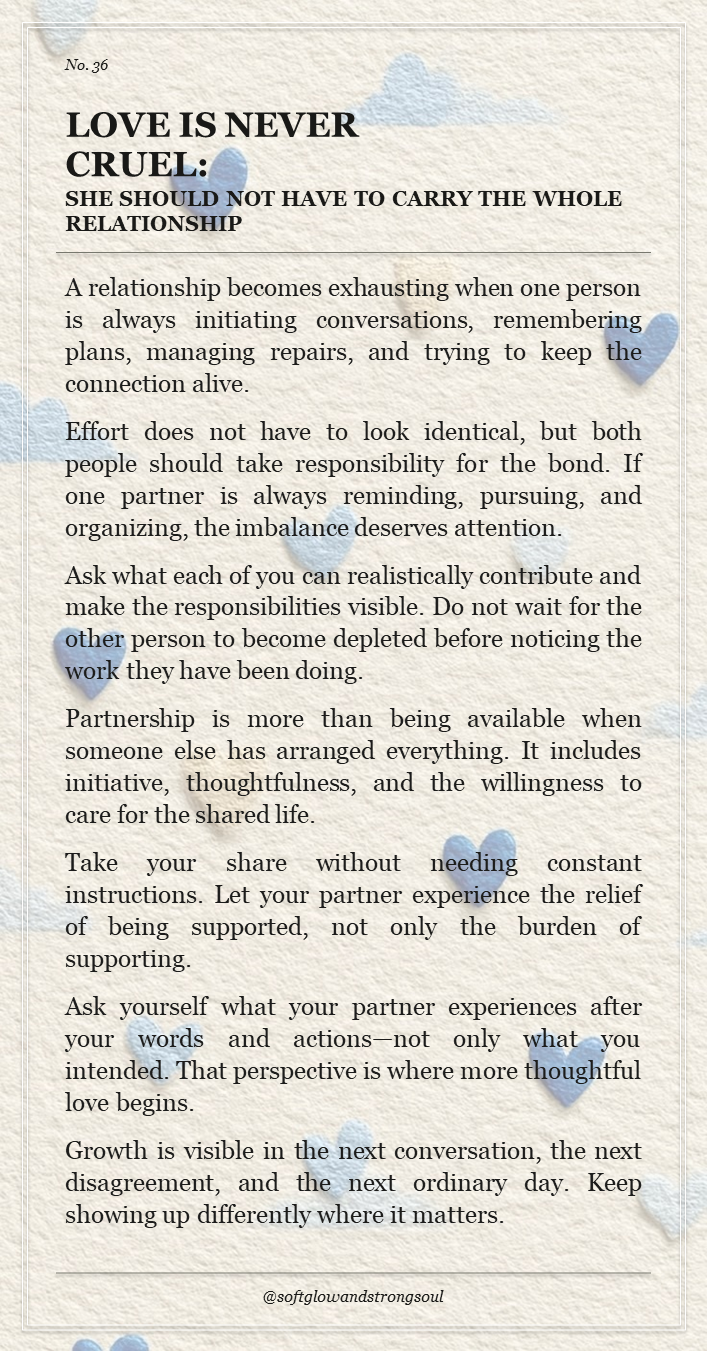 No. 36
LOVE IS NEVER
CRUEL:
SHE SHOULD NOT HAVE TO CARRY THE WHOLE
RELATIONSHIP
A relationship becomes exhausting when one person
is always initiating conversations, remembering
plans, managing repairs, and trying to keep the
connection alive.
Effort does not have to look identical, but both
people should take responsibility for the bond. If
one partner is always reminding, pursuing, and
organizing, the imbalance deserves attention.
Ask what each of you can realistically contribute and
make the responsibilities visible. Do not wait for the
other person to become depleted before noticing the
work they have been doing.
Partnership is more than being available when
someone else has arranged everything. It includes
initiative, thoughtfulness, and the willingness to
care for the shared life.
Take your share without needing constant
instructions. Let your partner experience the relief
of being supported, not only the burden of
supporting.
Ask yourself what your partner experiences after
your words and actions—not only what you
intended. That perspective is where more thoughtful
love begins.
Growth is visible in the next conversation, the next
disagreement, and the next ordinary day. Keep
showing up differently where it matters.
@softglowandstrongsoul